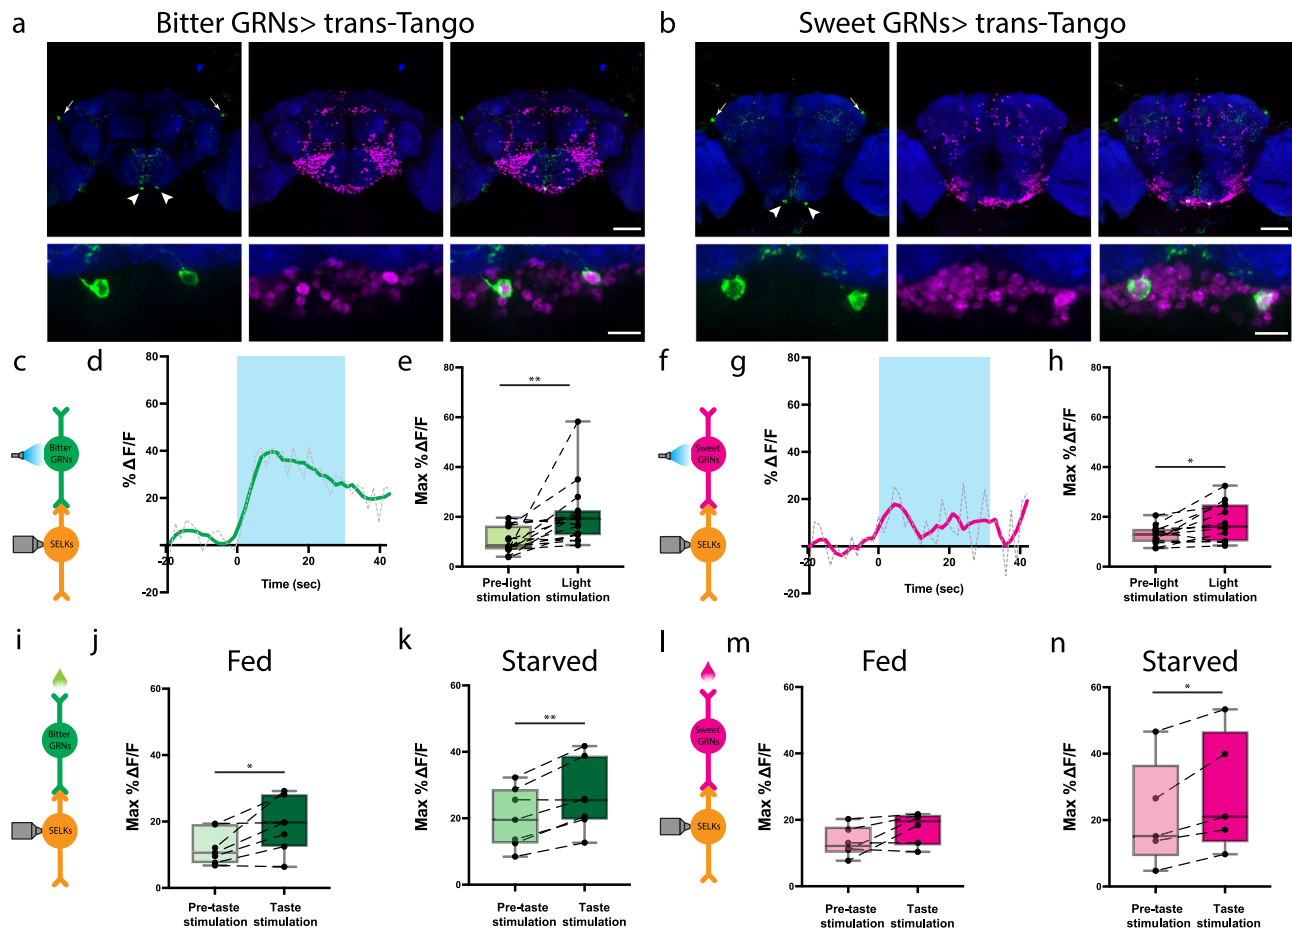 a Bitter GRNs> trans-Tango
b Sweet GRNs> trans-Tango
c
Bitter
GRNs
SELKs
d
80
60
40
20
-20
% ΔF/F
-20 0 20 40
Time (sec)
e
80
60
40
20
0
Max % ΔF/F
**
Pre-light
stimulation
Light
stimulation
f
Sweet
GRNs
SELKs
g
80
60
40
20
-20
% ΔF/F
-20 0 20 40
Time (sec)
h
80
60
40
20
0
Max % ΔF/F
*
Pre-light
stimulation
Light
stimulation
i
Bitter
GRNs
SELKs
j Fed
60
40
20
0
Max % ΔF/F
*
Pre-taste
stimulation
Taste
stimulation
k Starved
60
40
20
0
Max % ΔF/F
**
Pre-taste
stimulation
Taste
stimulation
l
Sweet
GRNs
SELKs
m Fed
60
40
20
0
Max % ΔF/F
Pre-taste
stimulation
Taste
stimulation
n Starved
60
40
20
0
Max % ΔF/F
*
Pre-taste
stimulation
Taste
stimulation